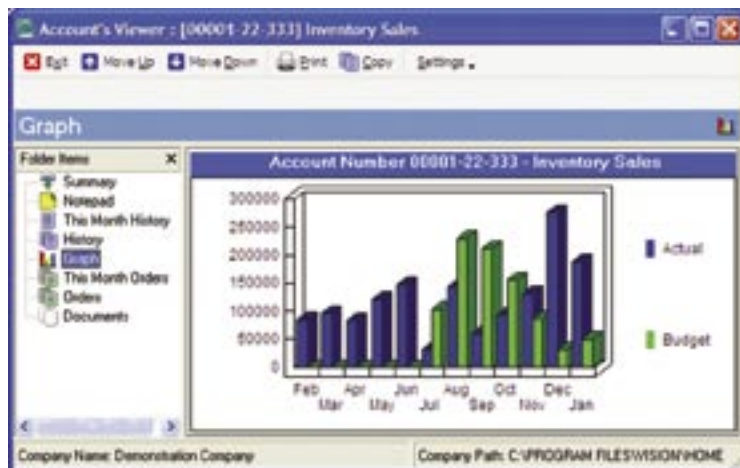 Account's Viewer : [00001-22-333] Inventory Sales
Exit Move Up Move Down Print Copy Settings
Graph
Folder Items
Account Number 00001-22-333 - Inventory Sales
Summary
Notepad
This Month History
History
Graph
This Month Orders
Orders
Documents
300000
250000
200000
150000
100000
50000
0
Actual
Budget
Feb Apr Jun Aug Oct Dec
Mar May Jul Sep Nov Jan
Company Name: Demonstration Company
Company Path: C:\PROGRAM FILES\VISION\HOME